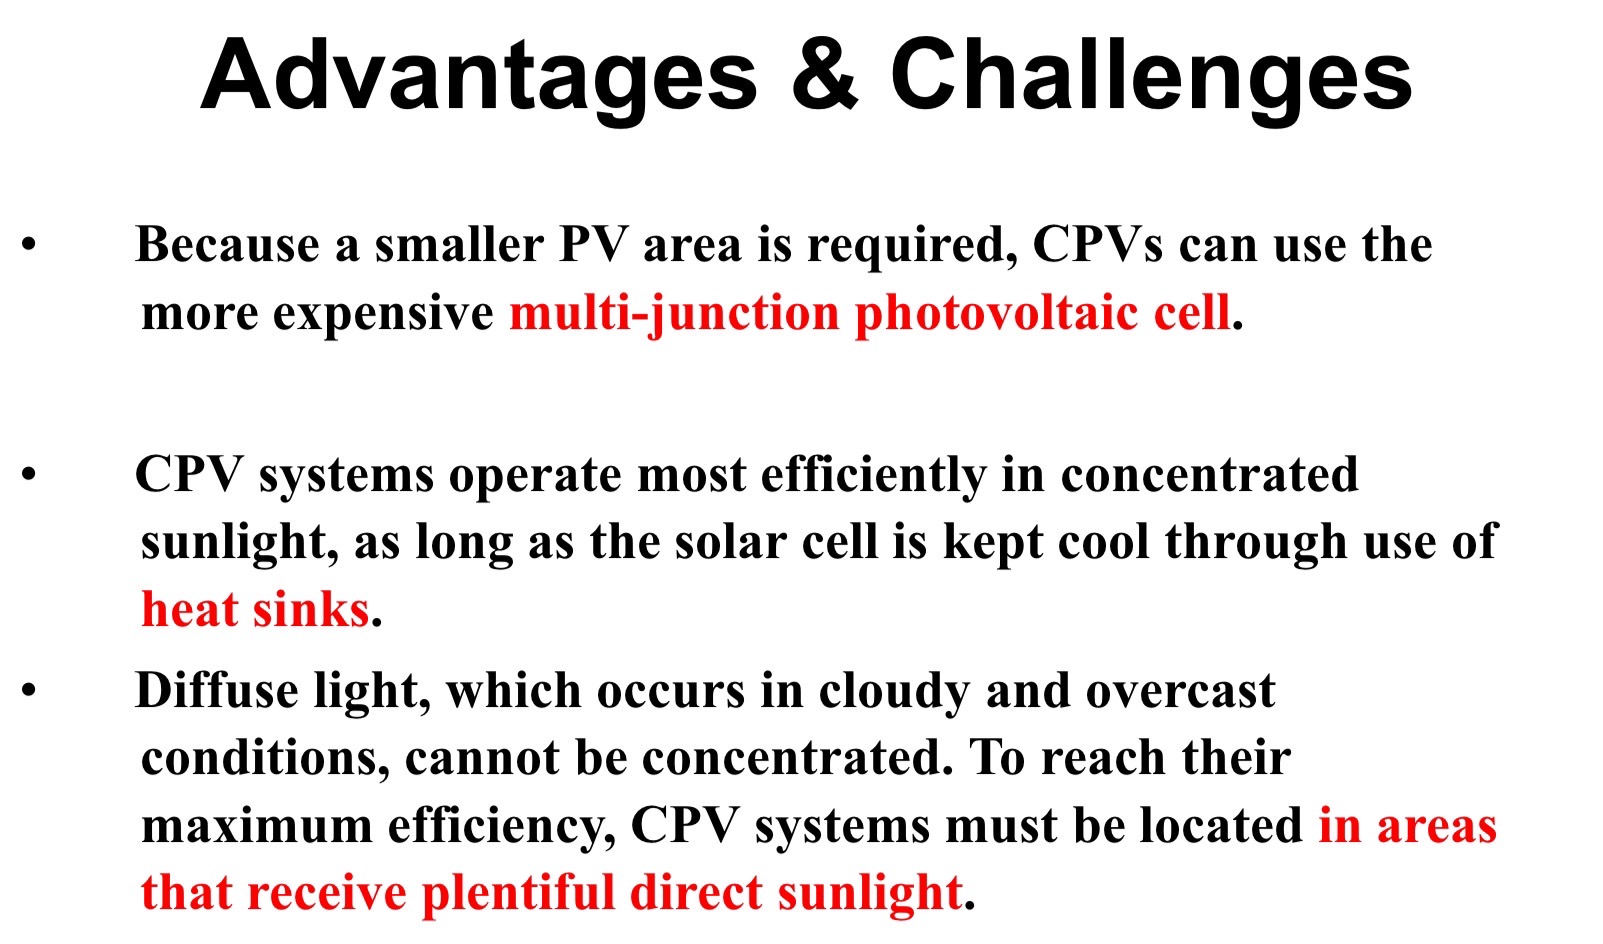 Advantages & Challenges
• Because a smaller PV area is required, CPVs can use the
more expensive multi-junction photovoltaic cell.
• CPV systems operate most efficiently in concentrated
sunlight, as long as the solar cell is kept cool through use of
heat sinks.
• Diffuse light, which occurs in cloudy and overcast
conditions, cannot be concentrated. To reach their
maximum efficiency, CPV systems must be located in areas
that receive plentiful direct sunlight.